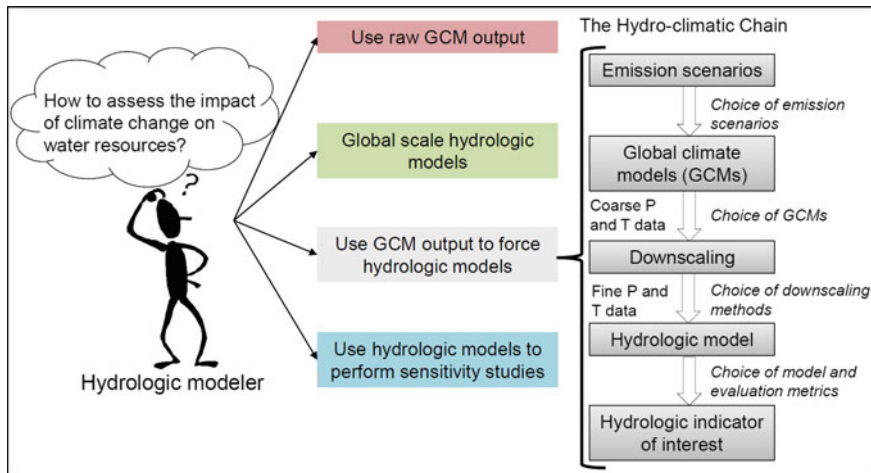 How to assess the
impact
of climate change on
water resources?
?
Hydrologic modeler
Use raw GCM output
Global scale hydrologic
models
Use GCM output to force
hydrologic models
Use hydrologic models to
perform sensitivity studies
The Hydro-climatic Chain
Emission scenarios
Choice of emission
scenarios
Global climate
models (GCMs)
Coarse P
and T data
Choice of GCMs
Downscaling
Fine P and
T data
Choice of downscaling
methods
Hydrologic model
Choice of model and
evaluation metrics
Hydrologic indicator
of interest